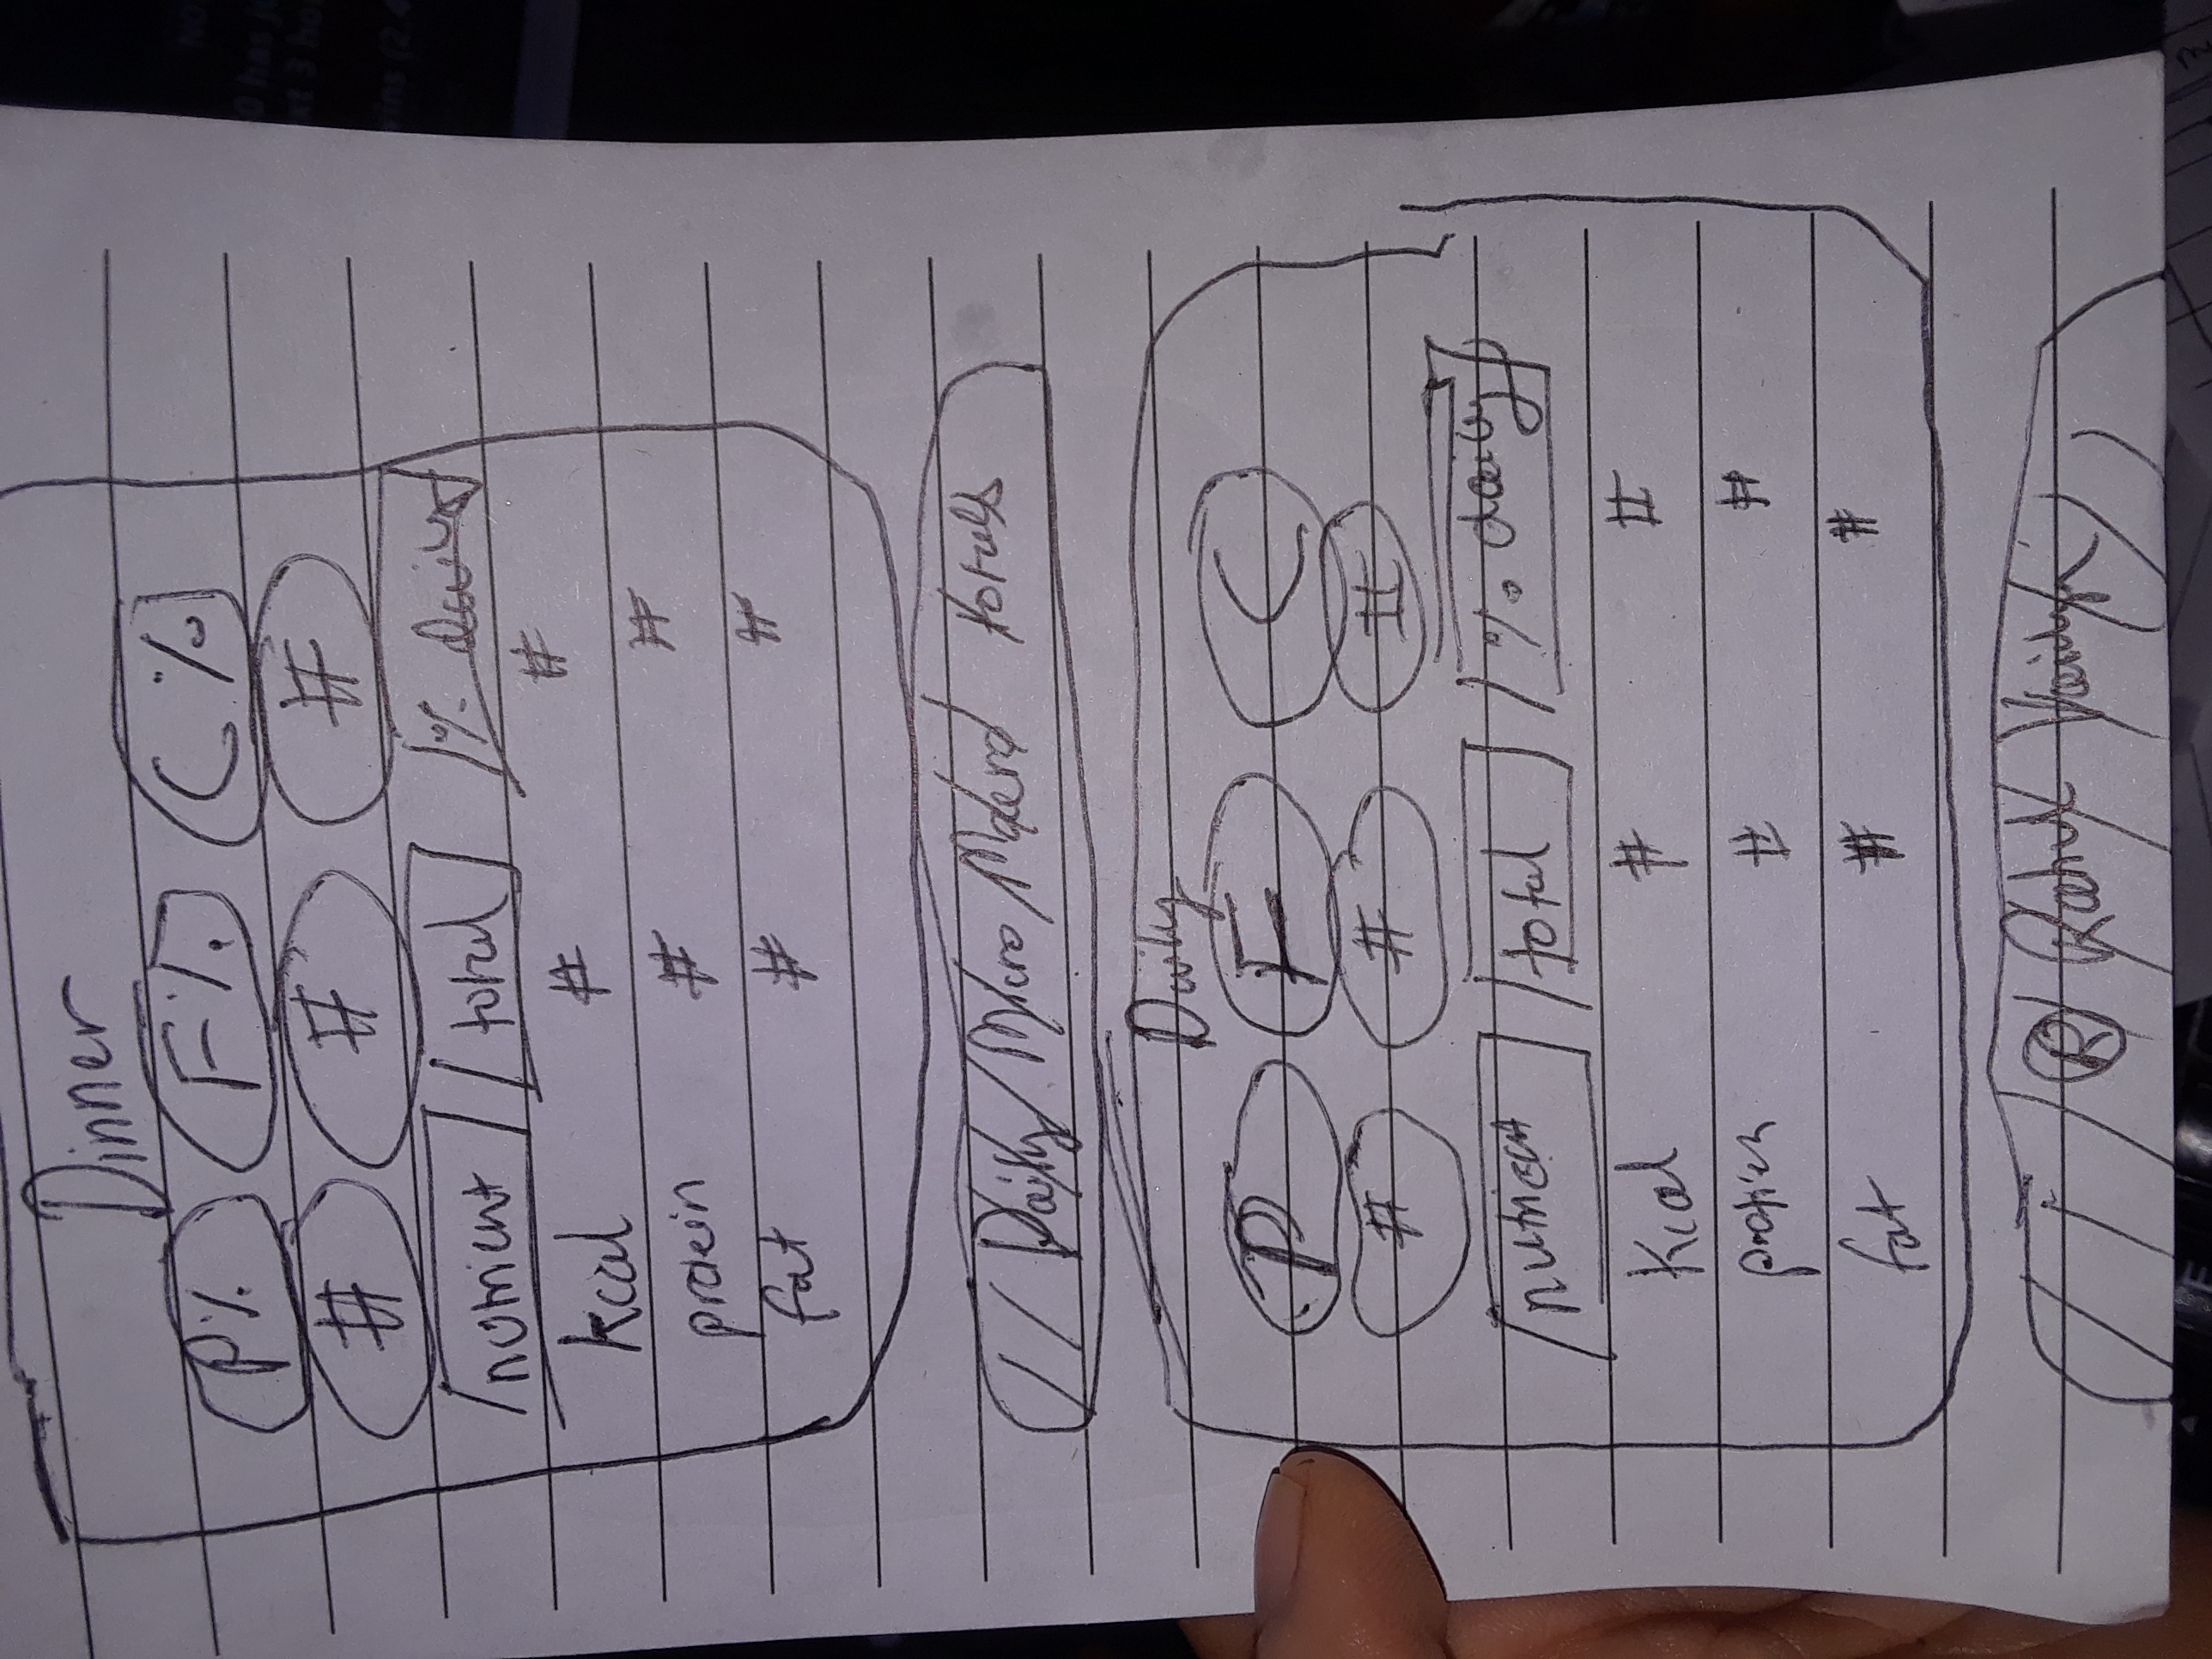 Dinner
P% F% C%
# # #
nutrient total % daily
kcal # #
protein # #
fat # #
Daily Micro Macro totals
Daily
P F C
# # #
nutrient total % daily
Kcal # #
protien # #
fat # #
® Rahul Vaidya